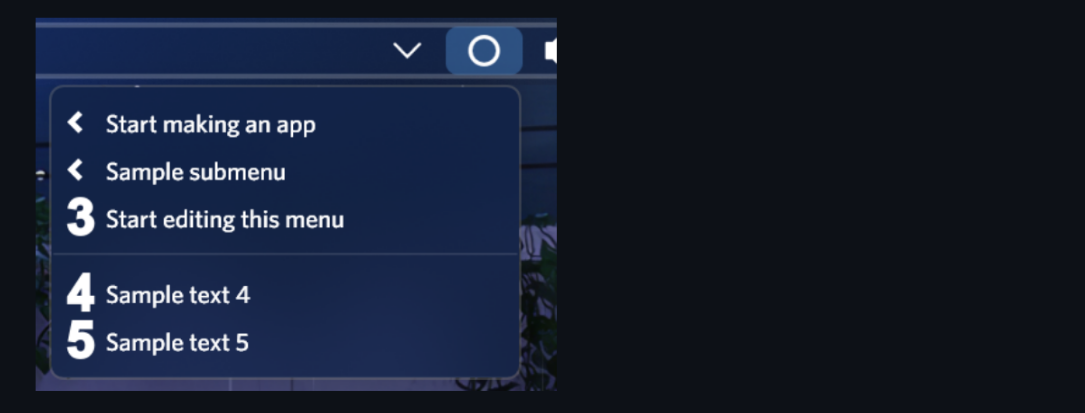 Start making an app
Sample submenu
3 Start editing this menu
4 Sample text 4
5 Sample text 5